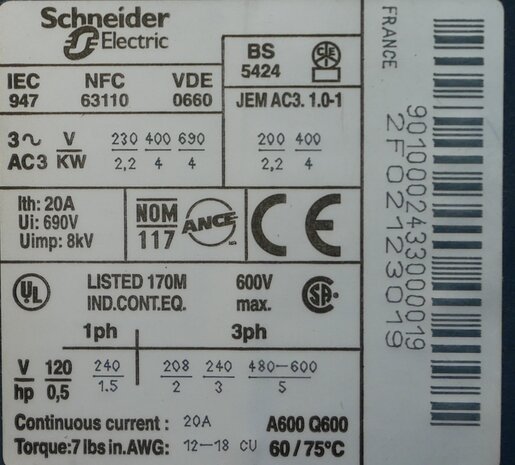 Schneider
Electric
BS
5424
IEC NFC VDE
947 63110 0660
JEM AC3. 1.0-1
3~ V 230 400 690 200 400
AC3 KW 2,2 4 4 2,2 4
Ith: 20A
Ui: 690V
Uimp: 8kV
NOM
117
ANCE
CE
UL
LISTED 170M 600V
IND.CONT.EQ. max.
SA
1ph 3ph
V 120 240 208 240 480-600
hp 0,5 1.5 2 3 5
Continuous current : 20A A600 Q600
Torque:7 lbs in.AWG: 12-18 CU 60/75°C
FRANCE
9010002433000019
2F02123019